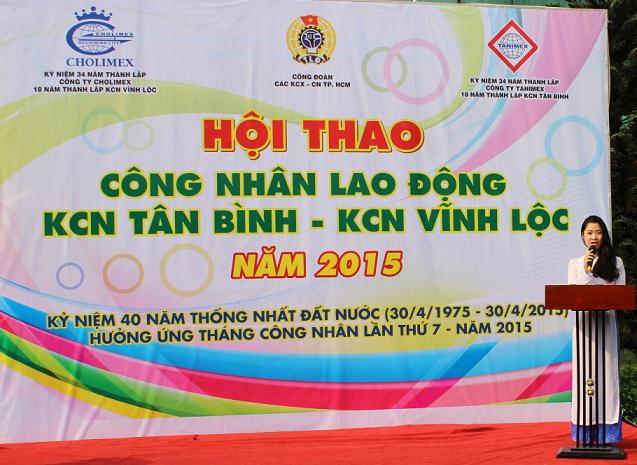 CHOLIMEX
HOCHIMINH CITY
CHOLIMEX
KỶ NIỆM 34 NĂM THÀNH LẬP
CÔNG TY CHOLIMEX
18 NĂM THÀNH LẬP KCN VĨNH LỘC
TLĐ
CÔNG ĐOÀN
CÁC KCX - CN TP. HCM
TANIMEX
KỶ NIỆM 34 NĂM THÀNH LẬP
CÔNG TY TANIMEX
18 NĂM THÀNH LẬP KCN TÂN BÌNH
HỘI THAO
CÔNG NHÂN LAO ĐỘNG
KCN TÂN BÌNH - KCN VĨNH LỘC
NĂM 2015
KỶ NIỆM 40 NĂM THỐNG NHẤT ĐẤT NƯỚC (30/4/1975 - 30/4/2015)
HƯỞNG ỨNG THÁNG CÔNG NHÂN LẦN THỨ 7 - NĂM 2015